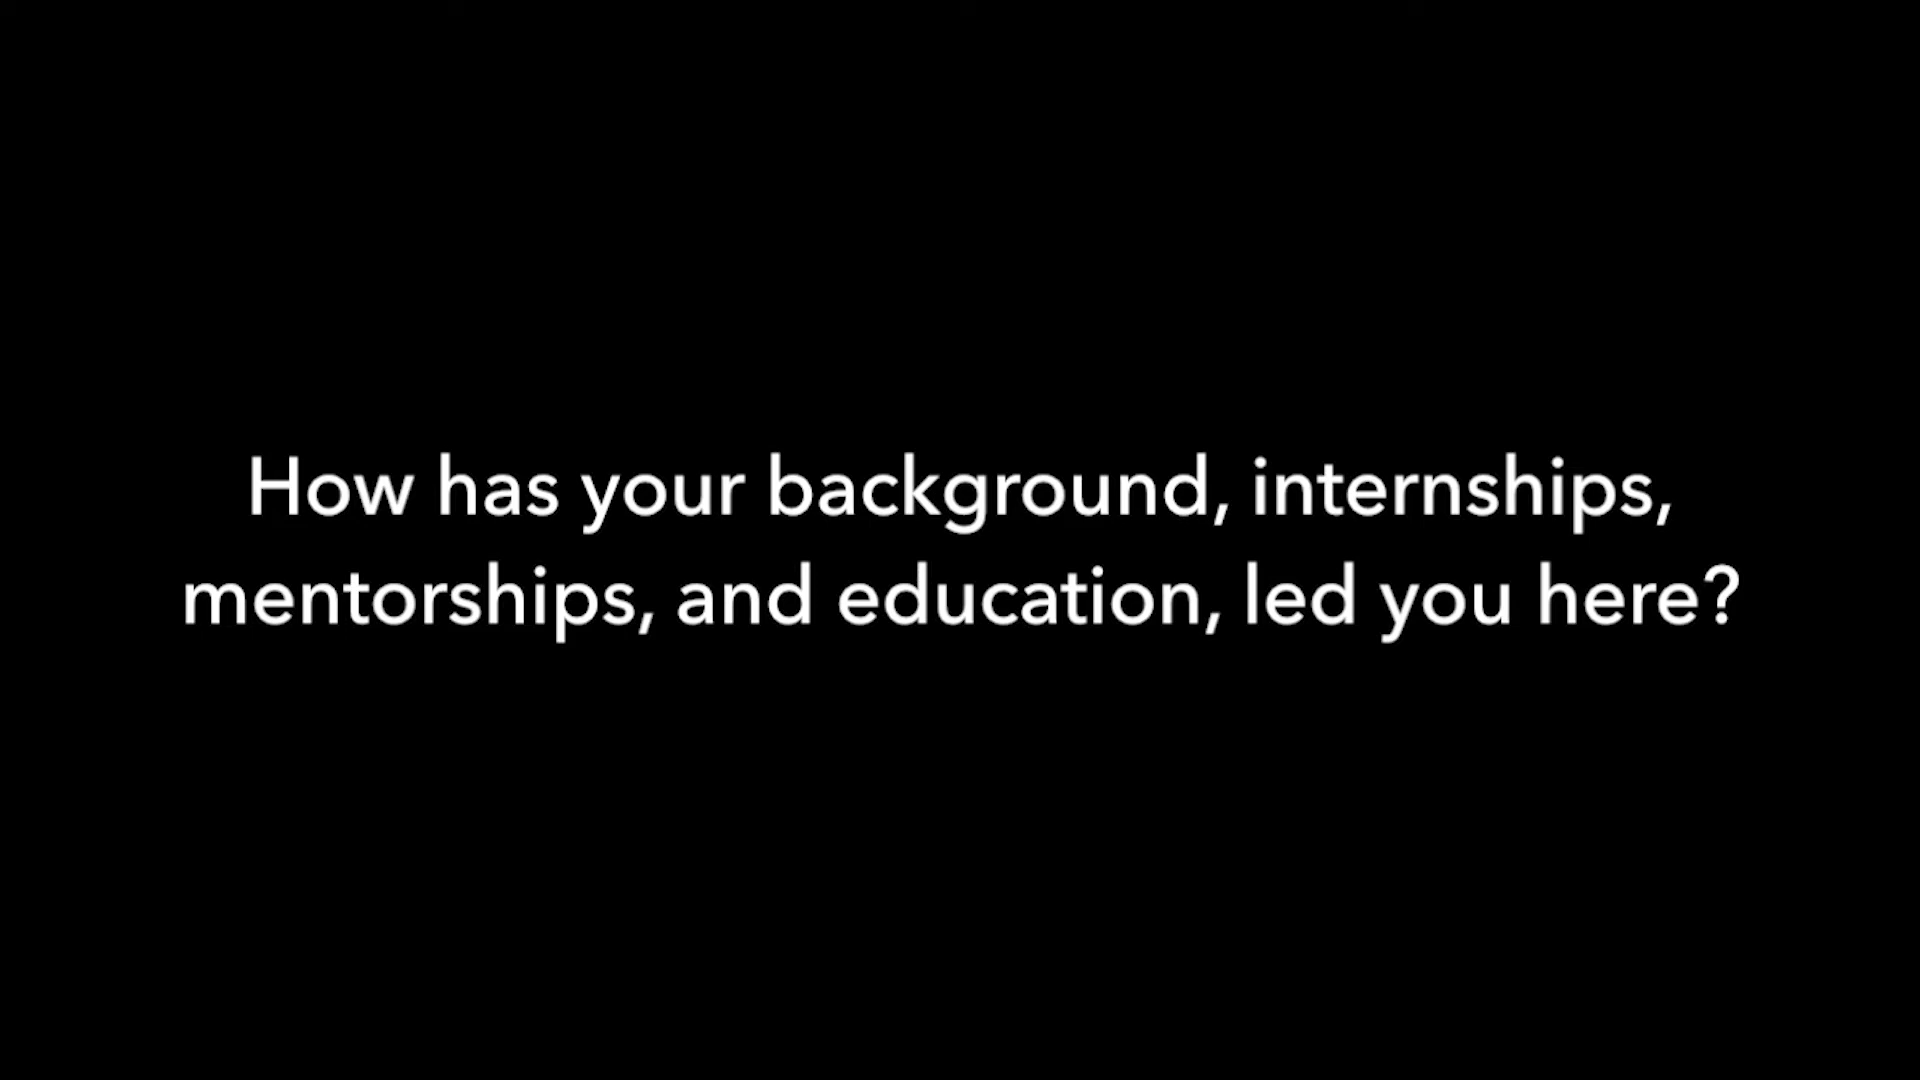 How has your background, internships,
mentorships, and education, led you here?